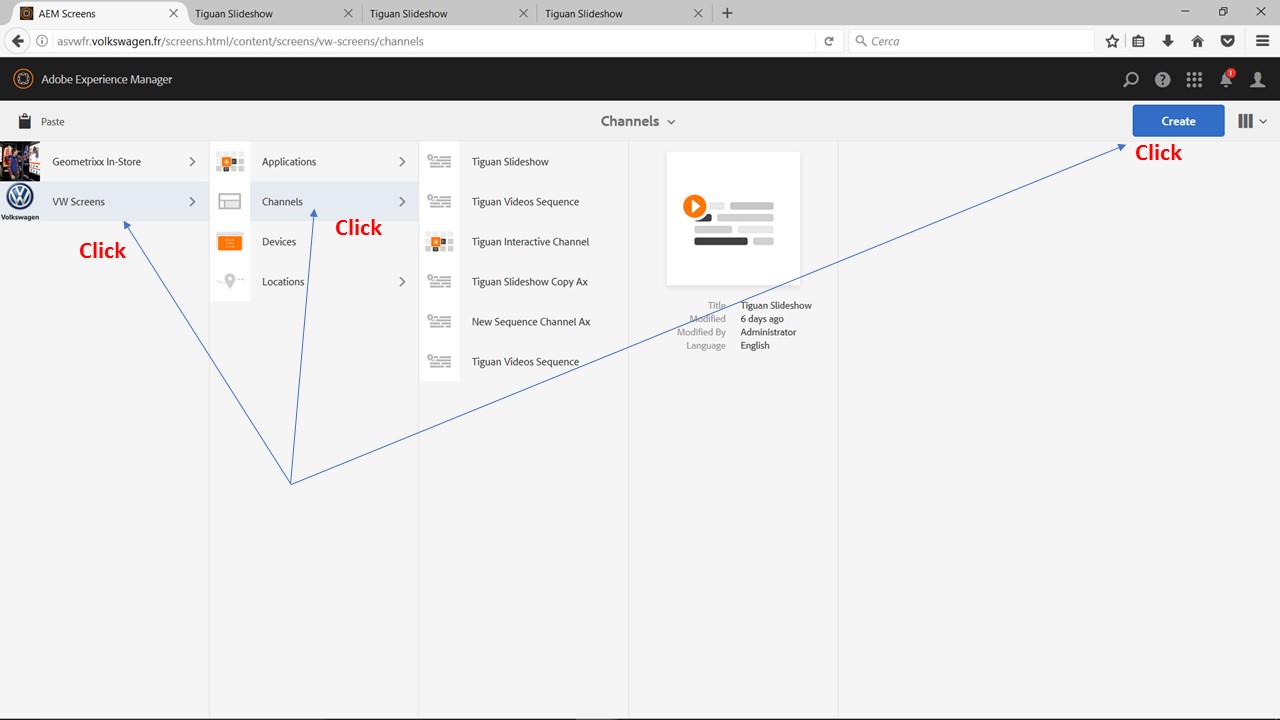 AEM Screens
Tiguan Slideshow
Tiguan Slideshow
Tiguan Slideshow
asvwfr.volkswagen.fr/screens.html/content/screens/vw-screens/channels
Cerca
Adobe Experience Manager
1
Paste
Channels
Create
Click
Geometrixx In-Store
VW Screens
Volkswagen
Click
Applications
Channels
Devices
Locations
Click
Tiguan Slideshow
Tiguan Videos Sequence
Tiguan Interactive Channel
Tiguan Slideshow Copy Ax
New Sequence Channel Ax
Tiguan Videos Sequence
Title Tiguan Slideshow
Modified 6 days ago
Modified By Administrator
Language English